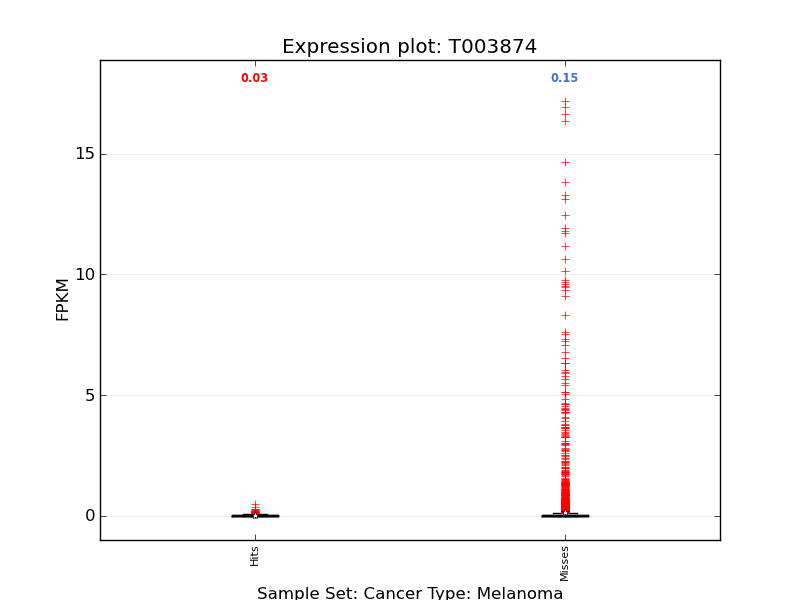 Expression plot: T003874
0.03
0.15
15
10
5
0
FPKM
Hits
Misses
Sample Set: Cancer Type: Melanoma